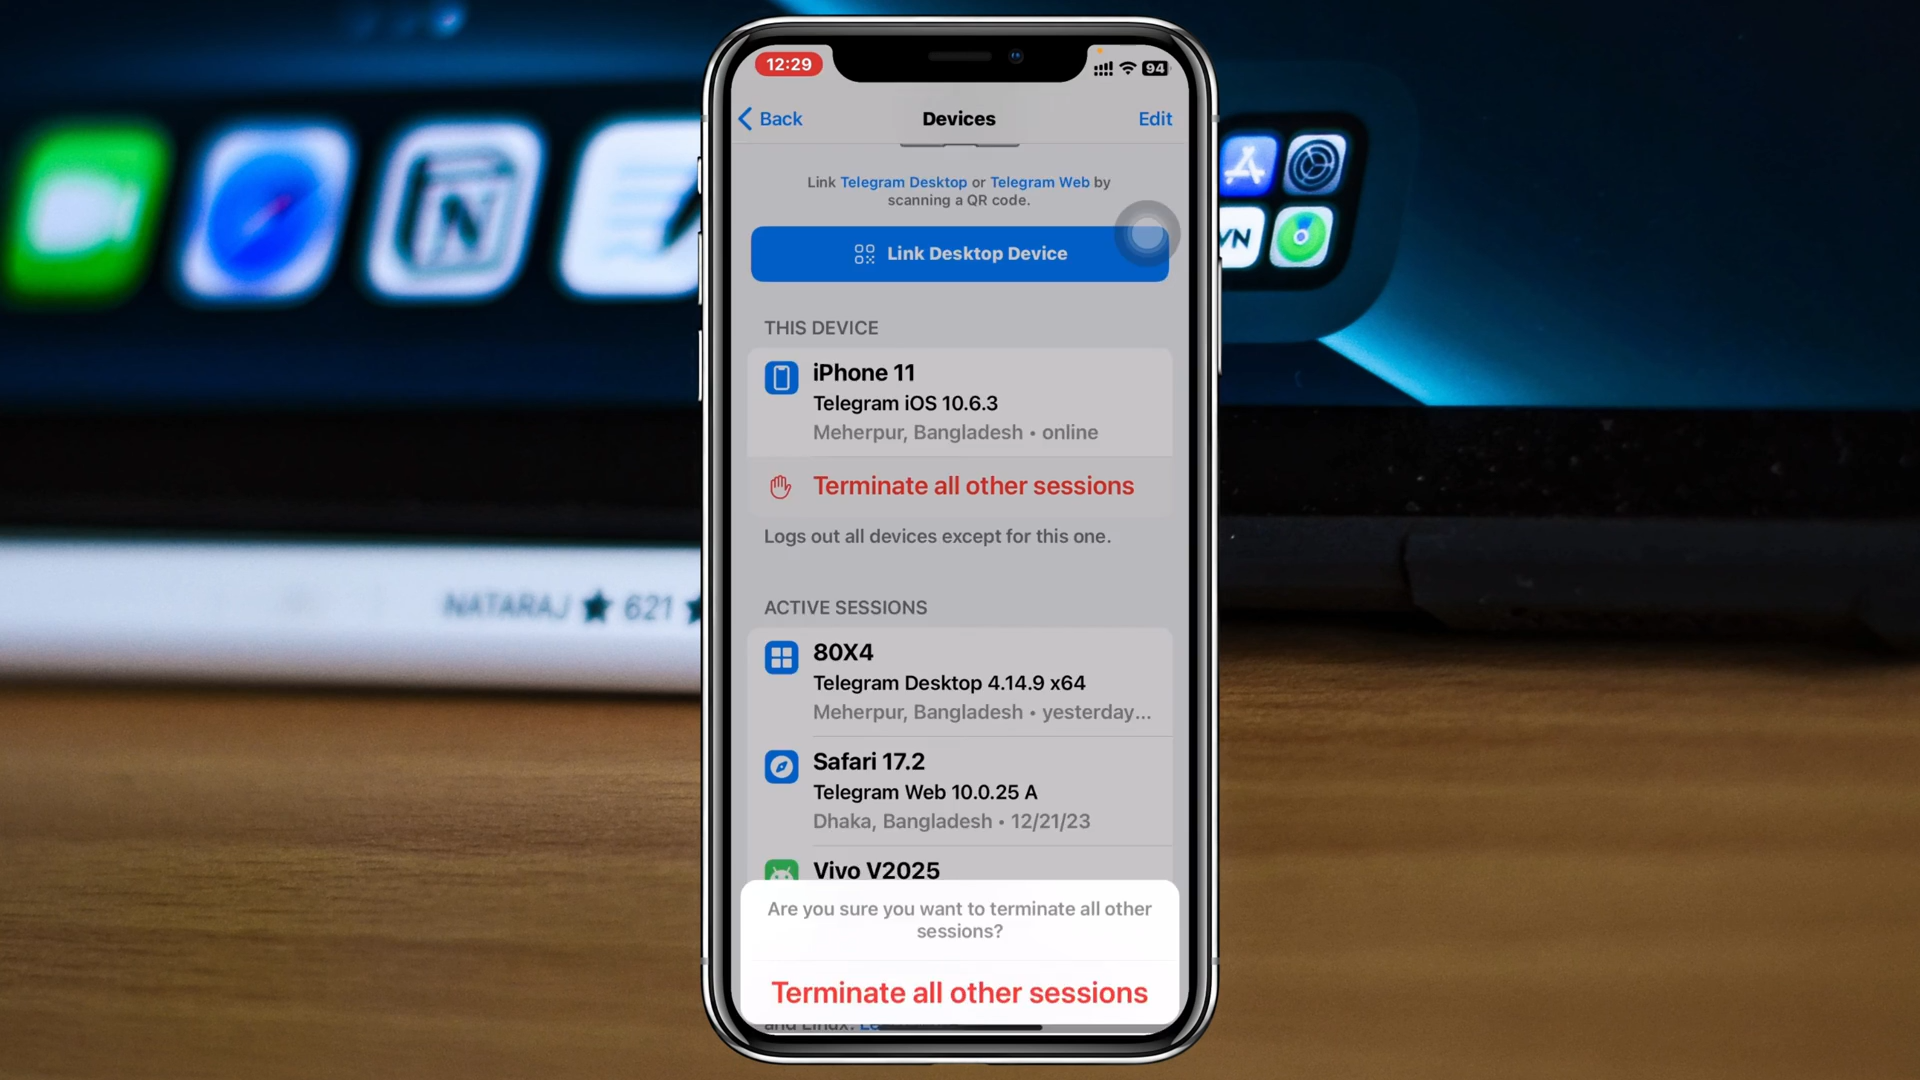 12:29
94
Back
Devices
Edit
Link Telegram Desktop or Telegram Web by
scanning a QR code.
Link Desktop Device
THIS DEVICE
iPhone 11
Telegram iOS 10.6.3
Meherpur, Bangladesh • online
Terminate all other sessions
Logs out all devices except for this one.
ACTIVE SESSIONS
80X4
Telegram Desktop 4.14.9 x64
Meherpur, Bangladesh • yesterday...
Safari 17.2
Telegram Web 10.0.25 A
Dhaka, Bangladesh • 12/21/23
Vivo V2025
Are you sure you want to terminate all other
sessions?
Terminate all other sessions
and Linux.
NATARAJ ★ 621 ★
VN